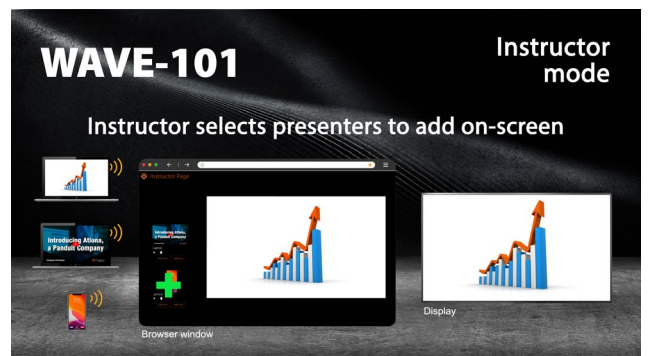 WAVE-101
Instructor
mode
Instructor selects presenters to add on-screen
Instructor Page
Introducing Atlona,
a Panduit Company
Introducing Atlona,
a Panduit Company
Display
Browser window